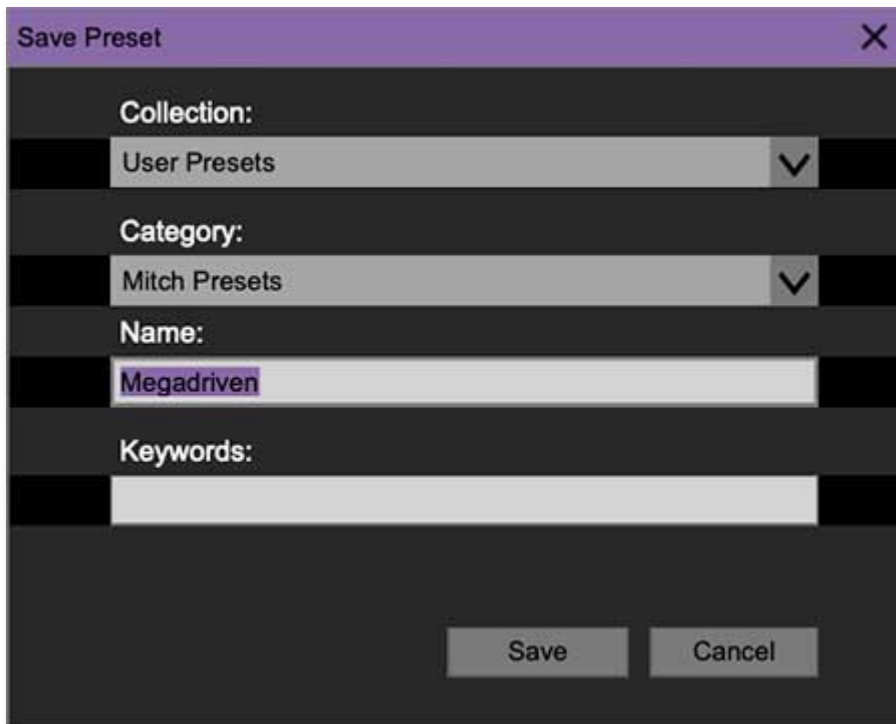 Save Preset
Collection:
User Presets
Category:
Mitch Presets
Name:
Megadriven
Keywords:
Save Cancel